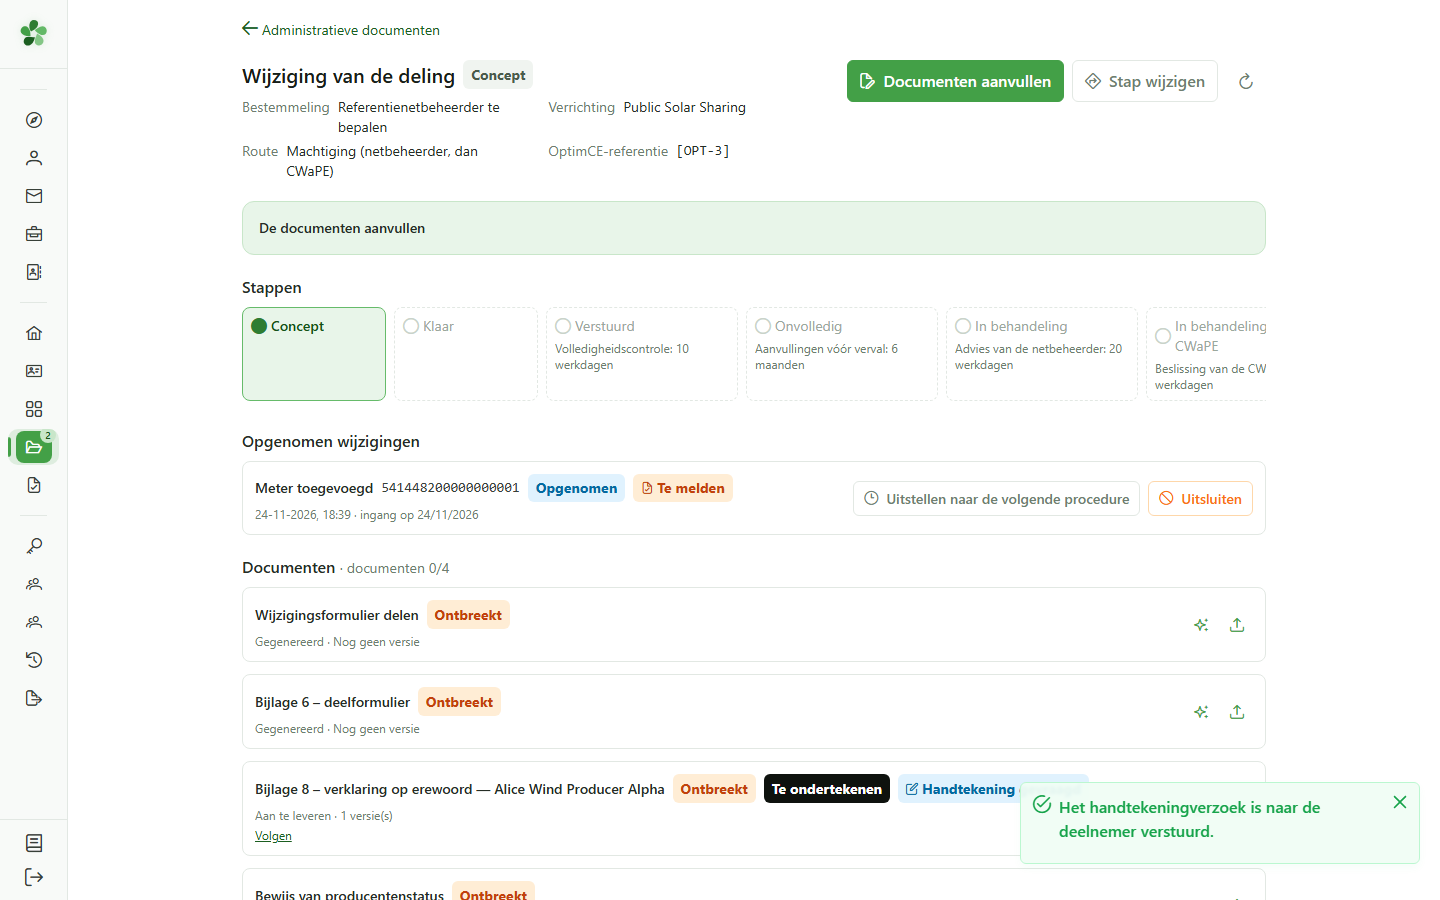 Administratieve documenten
Wijziging van de deling Concept
Documenten aanvullen
Stap wijzigen
Bestemmeling Referentienetbeheerder te bepalen
Verrichting Public Solar Sharing
Route Machtiging (netbeheerder, dan CWaPE)
OptimCE-referentie [OPT-3]
De documenten aanvullen
Stappen
Concept
Klaar
Verstuurd
Volledigheidscontrole: 10 werkdagen
Onvolledig
Aanvullingen vóór verval: 6 maanden
In behandeling
Advies van de netbeheerder: 20 werkdagen
In behandeling CWaPE
Beslissing van de CW
werkdagen
2
Opgenomen wijzigingen
Meter toegevoegd 541448200000000001 Opgenomen Te melden
24-11-2026, 18:39 · ingang op 24/11/2026
Uitstellen naar de volgende procedure
Uitsluiten
Documenten · documenten 0/4
Wijzigingsformulier delen Ontbreekt
Gegenereerd · Nog geen versie
Bijlage 6 – deelformulier Ontbreekt
Gegenereerd · Nog geen versie
Bijlage 8 – verklaring op erewoord — Alice Wind Producer Alpha Ontbreekt Te ondertekenen Handtekening
Aan te leveren · 1 versie(s)
Volgen
Het handtekeningverzoek is naar de
deelnemer verstuurd.
Bewijs van producentenstatus Ontbreekt